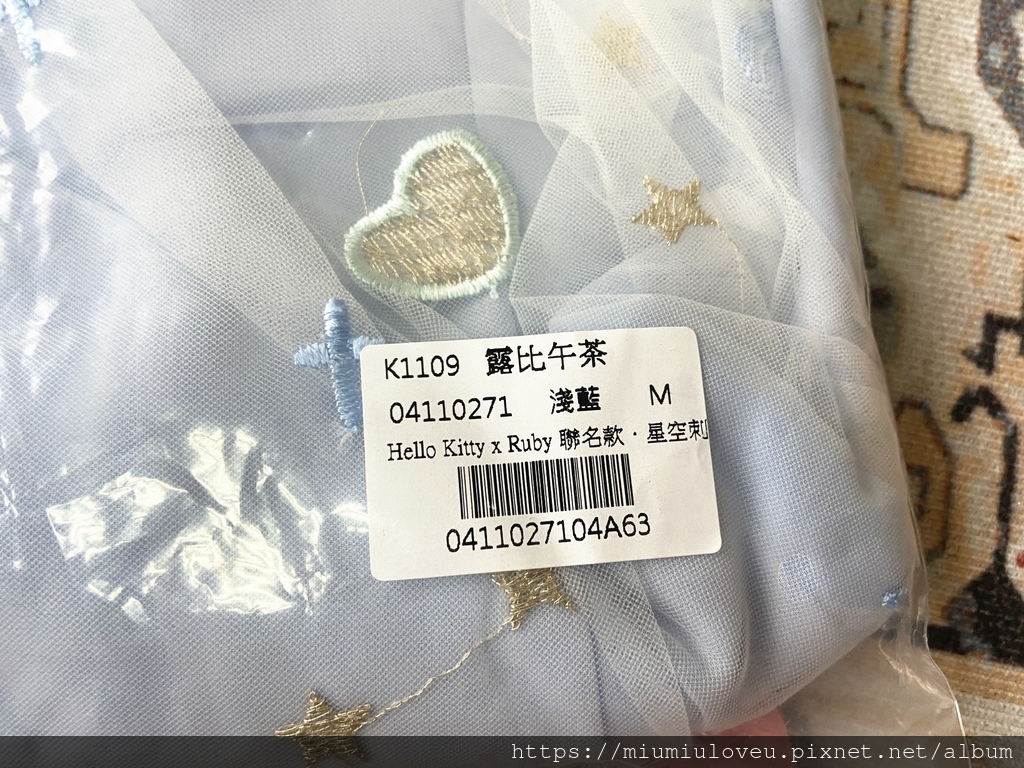 K1109 露比午茶
04110271 淺藍 M
Hello Kitty x Ruby 聯名款・星空刺
0411027104A63
https://miumiuloveu.pixnet.net/album